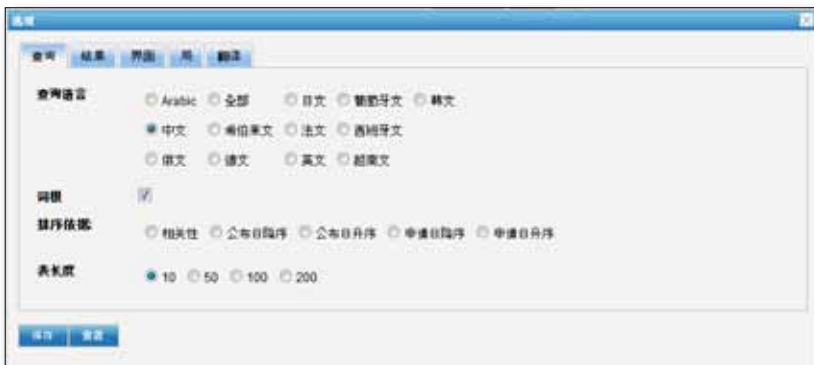 选项
查询 结果 界面 局 翻译
查询语言
Arabic 全部 日文 葡萄牙文 韩文
中文 希伯来文 法文 西班牙文
俄文 德文 英文 越南文
词根
排序依据:
相关性 公布日降序 公布日升序 申请日降序 申请日升序
表长度
10 50 100 200
保存 重置